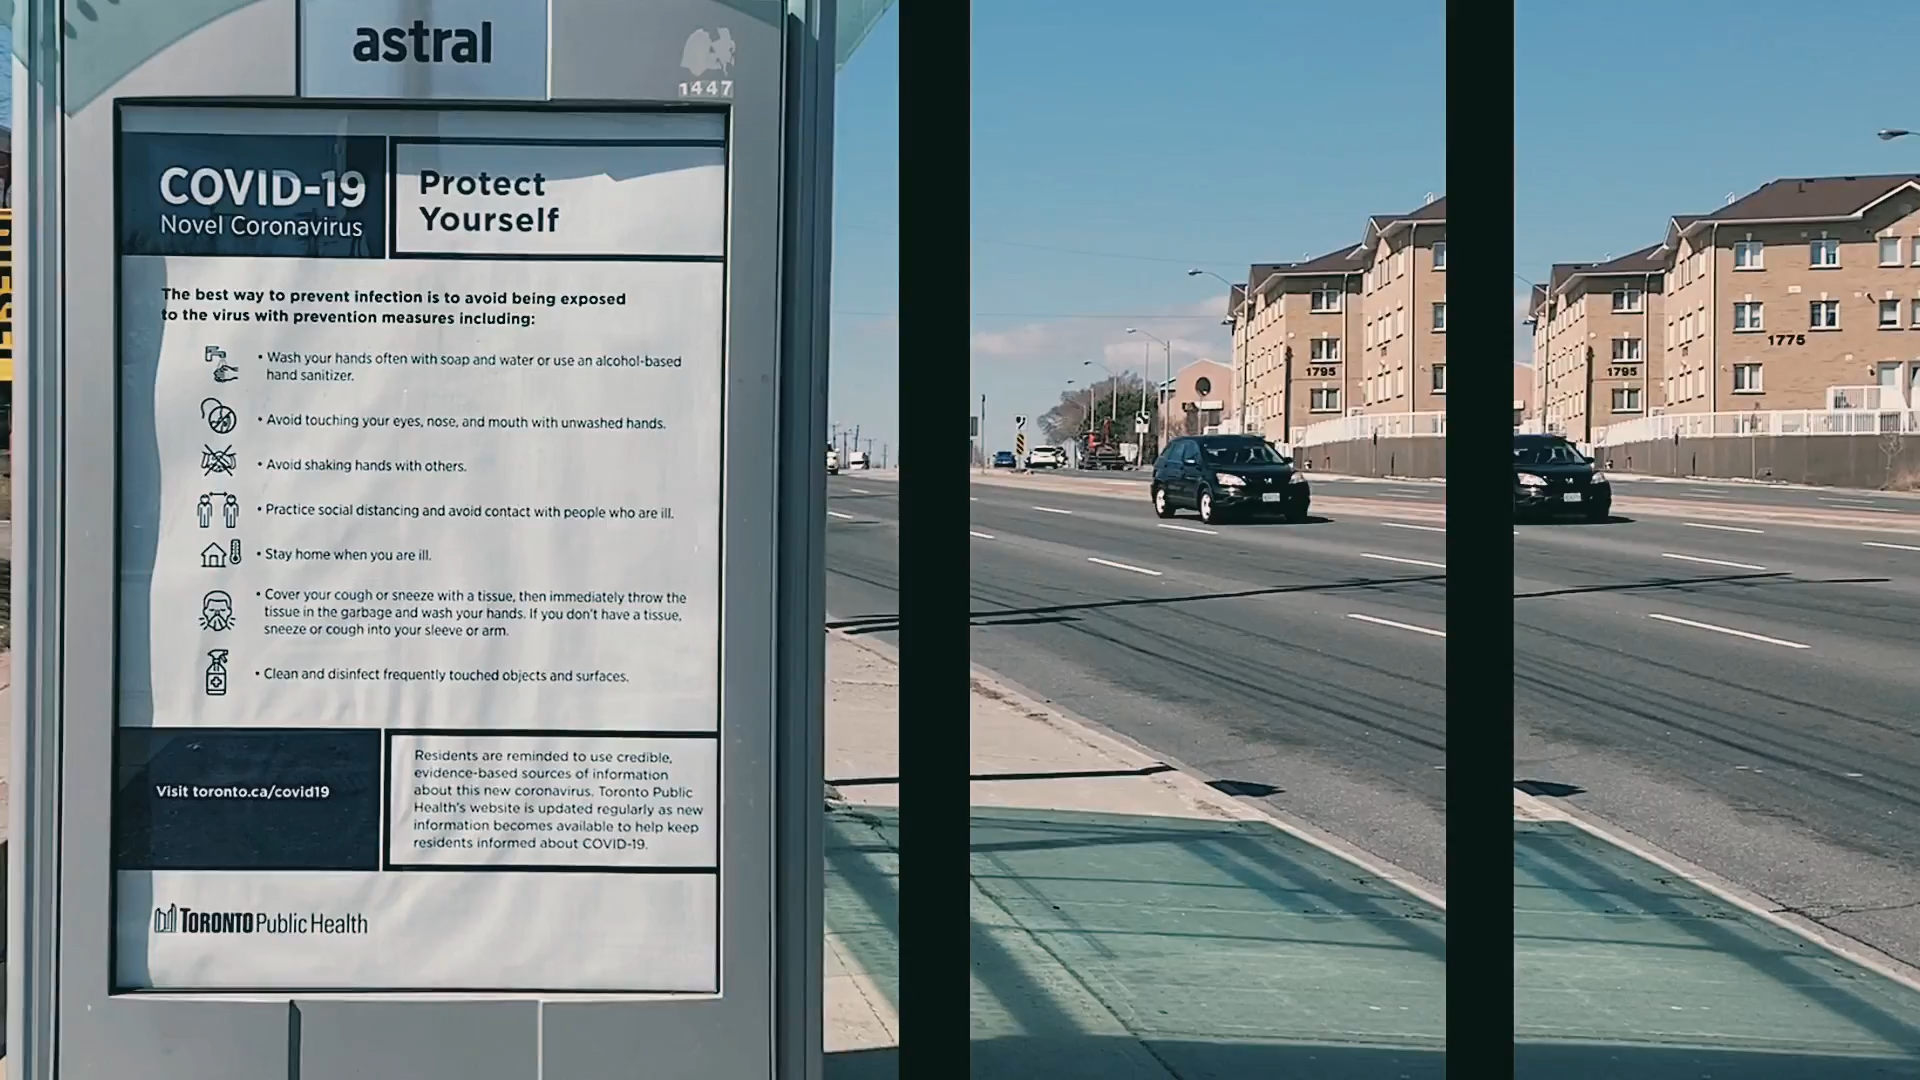 astral
1447
COVID-19
Novel Coronavirus
Protect
Yourself
The best way to prevent infection is to avoid being exposed
to the virus with prevention measures including:
• Wash your hands often with soap and water or use an alcohol-based
hand sanitizer.
• Avoid touching your eyes, nose, and mouth with unwashed hands.
• Avoid shaking hands with others.
• Practice social distancing and avoid contact with people who are ill.
• Stay home when you are ill.
• Cover your cough or sneeze with a tissue, then immediately throw the
tissue in the garbage and wash your hands. If you don't have a tissue,
sneeze or cough into your sleeve or arm.
• Clean and disinfect frequently touched objects and surfaces.
Visit toronto.ca/covid19
Residents are reminded to use credible,
evidence-based sources of information
about this new coronavirus. Toronto Public
Health's website is updated regularly as new
information becomes available to help keep
residents informed about COVID-19.
TORONTO Public Health
1795
1795
1775